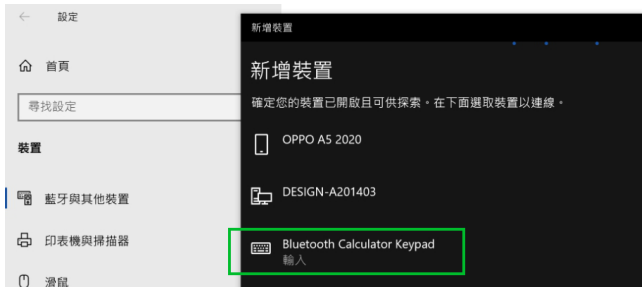 設定
首頁
尋找設定
裝置
藍牙與其他裝置
印表機與掃描器
滑鼠
新增裝置
新增裝置
確定您的裝置已開啟且可供探索。在下面選取裝置以連線。
OPPO A5 2020
DESIGN-A201403
Bluetooth Calculator Keypad
輸入